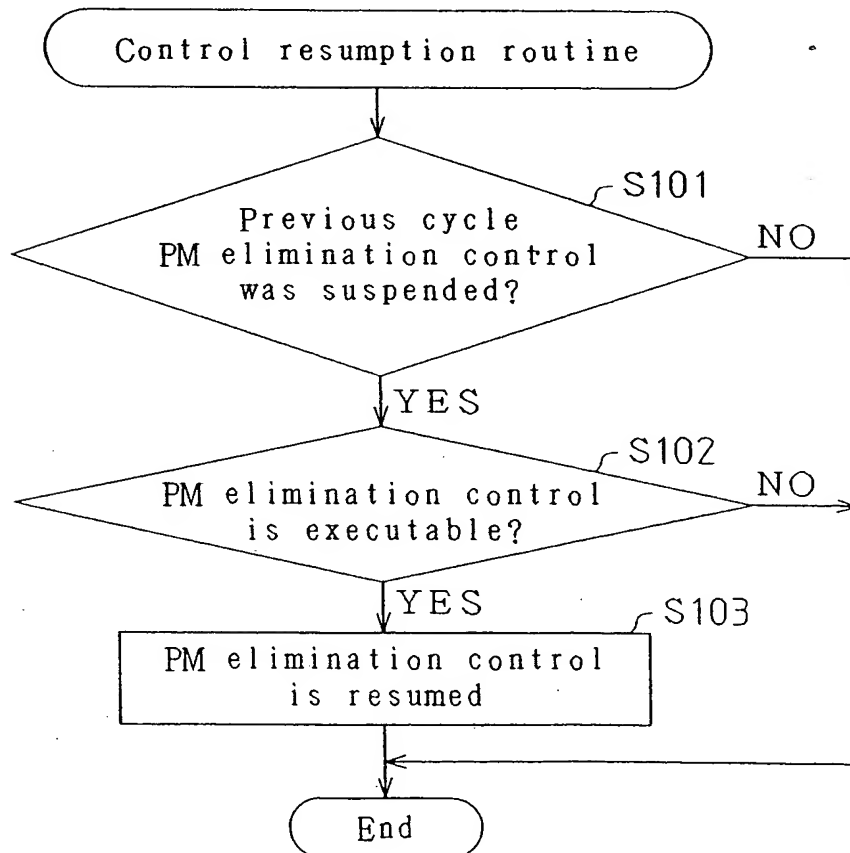 Control resumption routine
S101
Previous cycle
PM elimination control
was suspended?
NO
YES
S102
PM elimination control
is executable?
NO
YES
S103
PM elimination control
is resumed
End